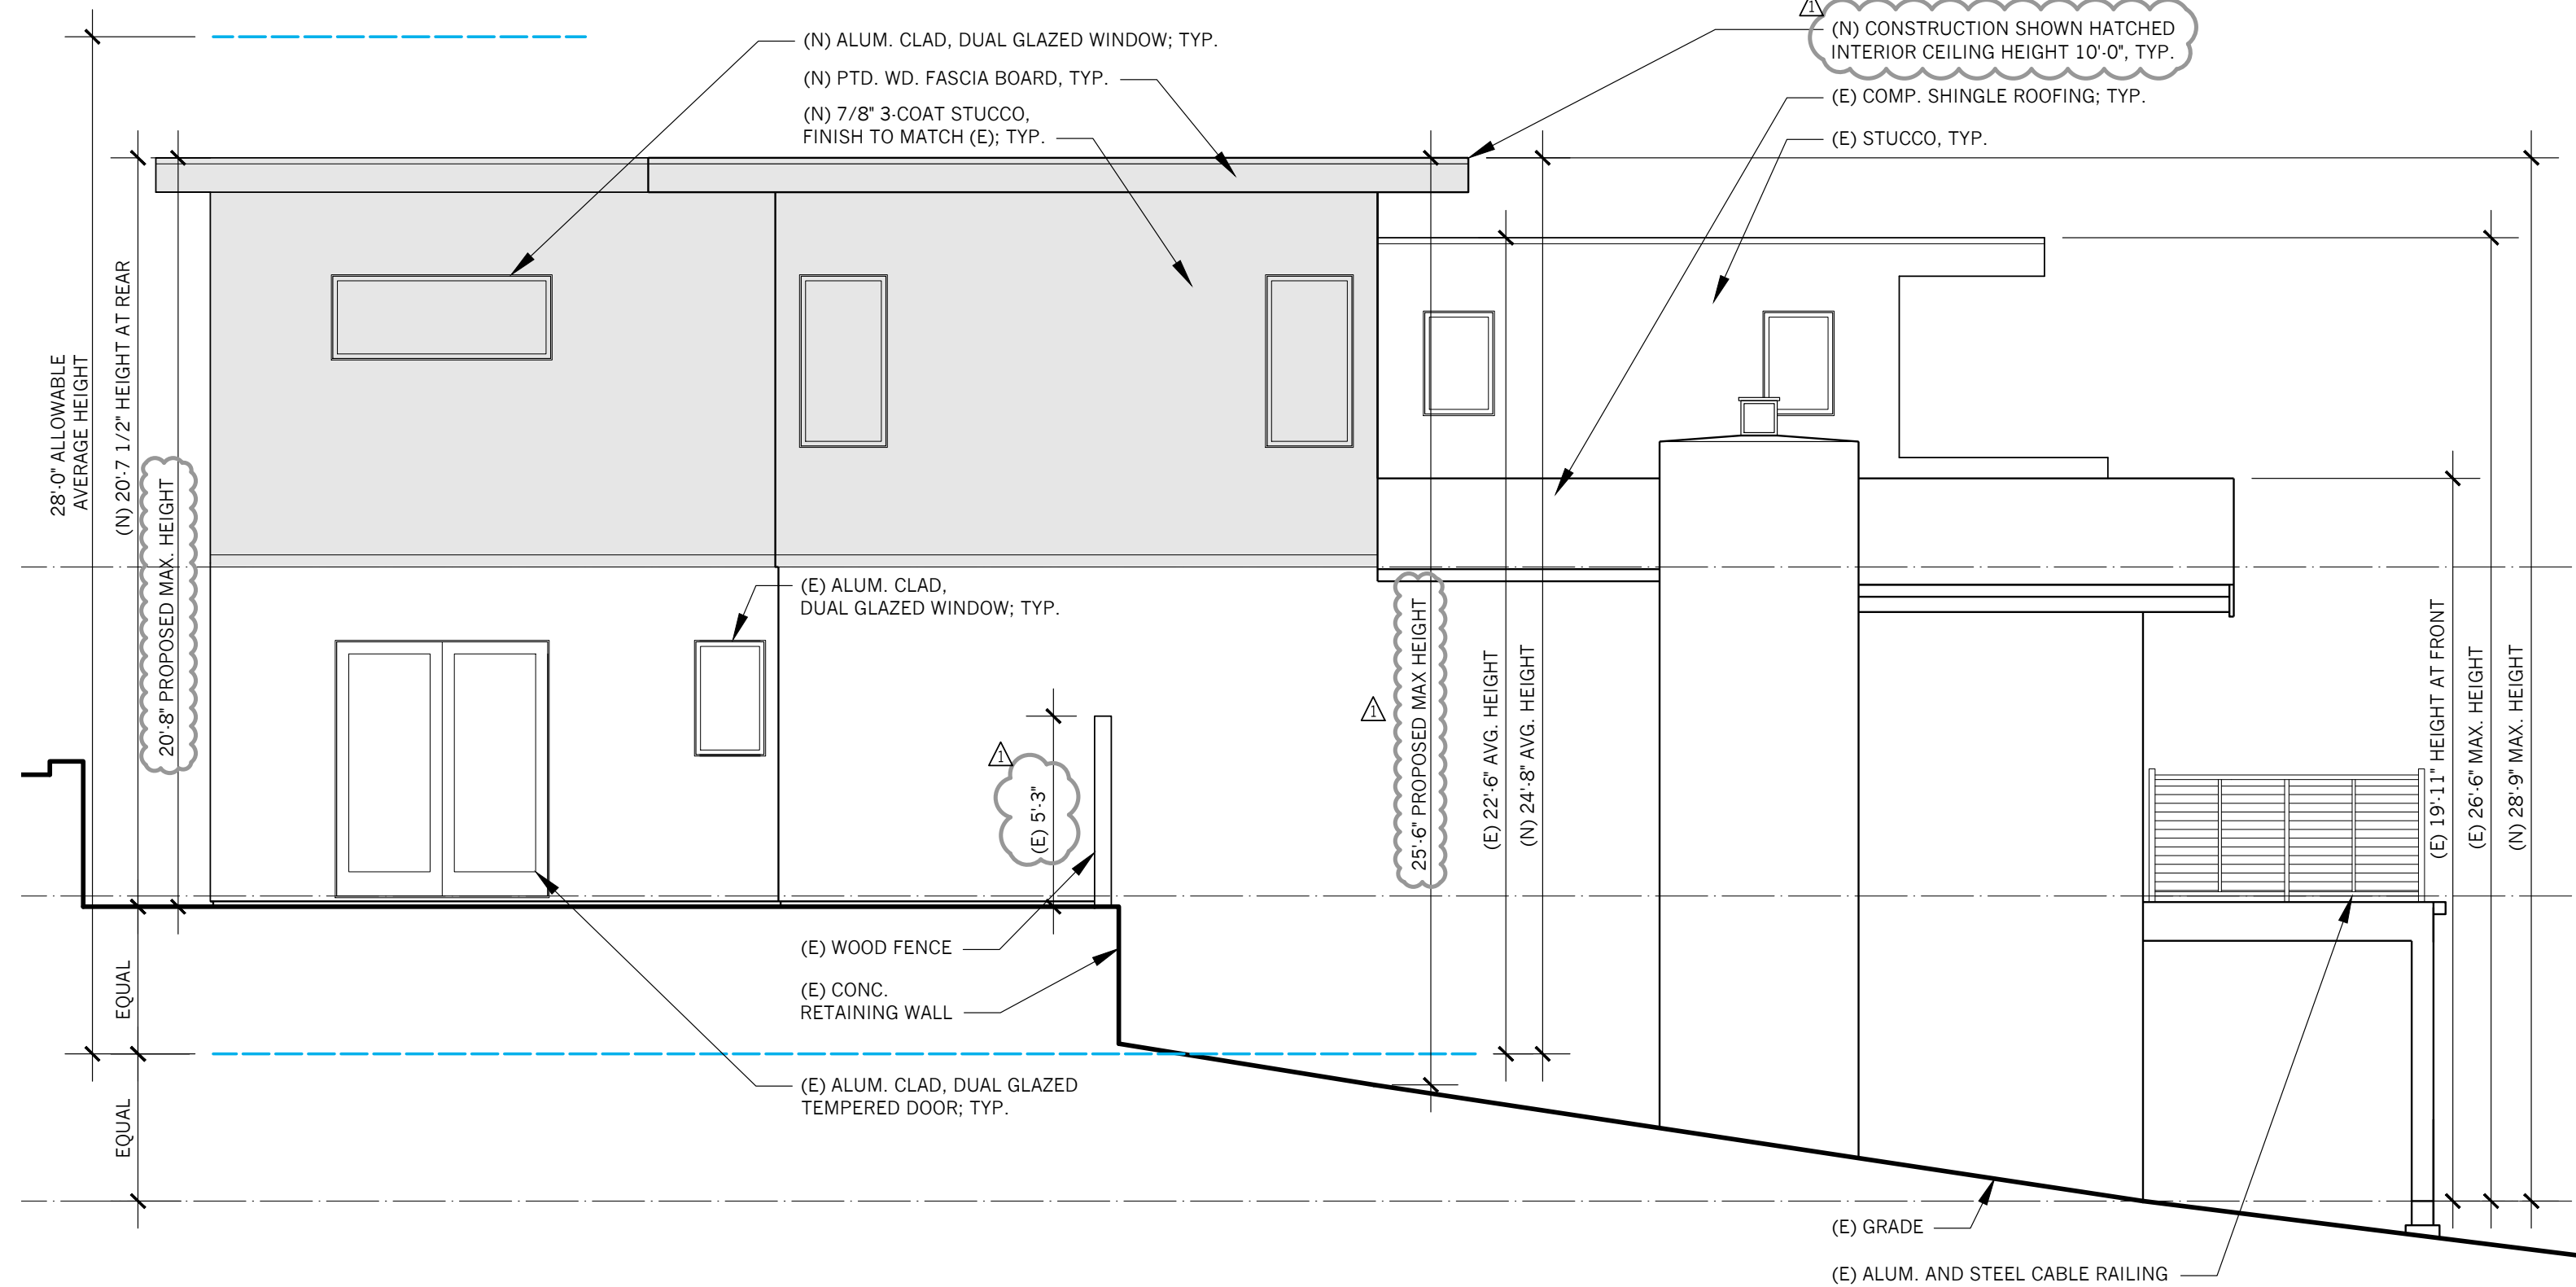 1
(N) CONSTRUCTION SHOWN HATCHED
INTERIOR CEILING HEIGHT 10'-0", TYP.
(N) ALUM. CLAD, DUAL GLAZED WINDOW; TYP.
(N) PTD. WD. FASCIA BOARD, TYP.
(N) 7/8" 3-COAT STUCCO,
FINISH TO MATCH (E); TYP.
(E) COMP. SHINGLE ROOFING; TYP.
(E) STUCCO, TYP.
28'-0" ALLOWABLE
AVERAGE HEIGHT
(N) 20'-7 1/2" HEIGHT AT REAR
20'-8" PROPOSED MAX. HEIGHT
(E) ALUM. CLAD,
DUAL GLAZED WINDOW; TYP.
1
(E) 5'-3"
1
25'-6" PROPOSED MAX HEIGHT
(E) 22'-6" AVG. HEIGHT
(N) 24'-8" AVG. HEIGHT
(E) 19'-11" HEIGHT AT FRONT
(E) 26'-6" MAX. HEIGHT
(N) 28'-9" MAX. HEIGHT
(E) WOOD FENCE
(E) CONC.
RETAINING WALL
EQUAL
EQUAL
(E) ALUM. CLAD, DUAL GLAZED
TEMPERED DOOR; TYP.
(E) GRADE
(E) ALUM. AND STEEL CABLE RAILING